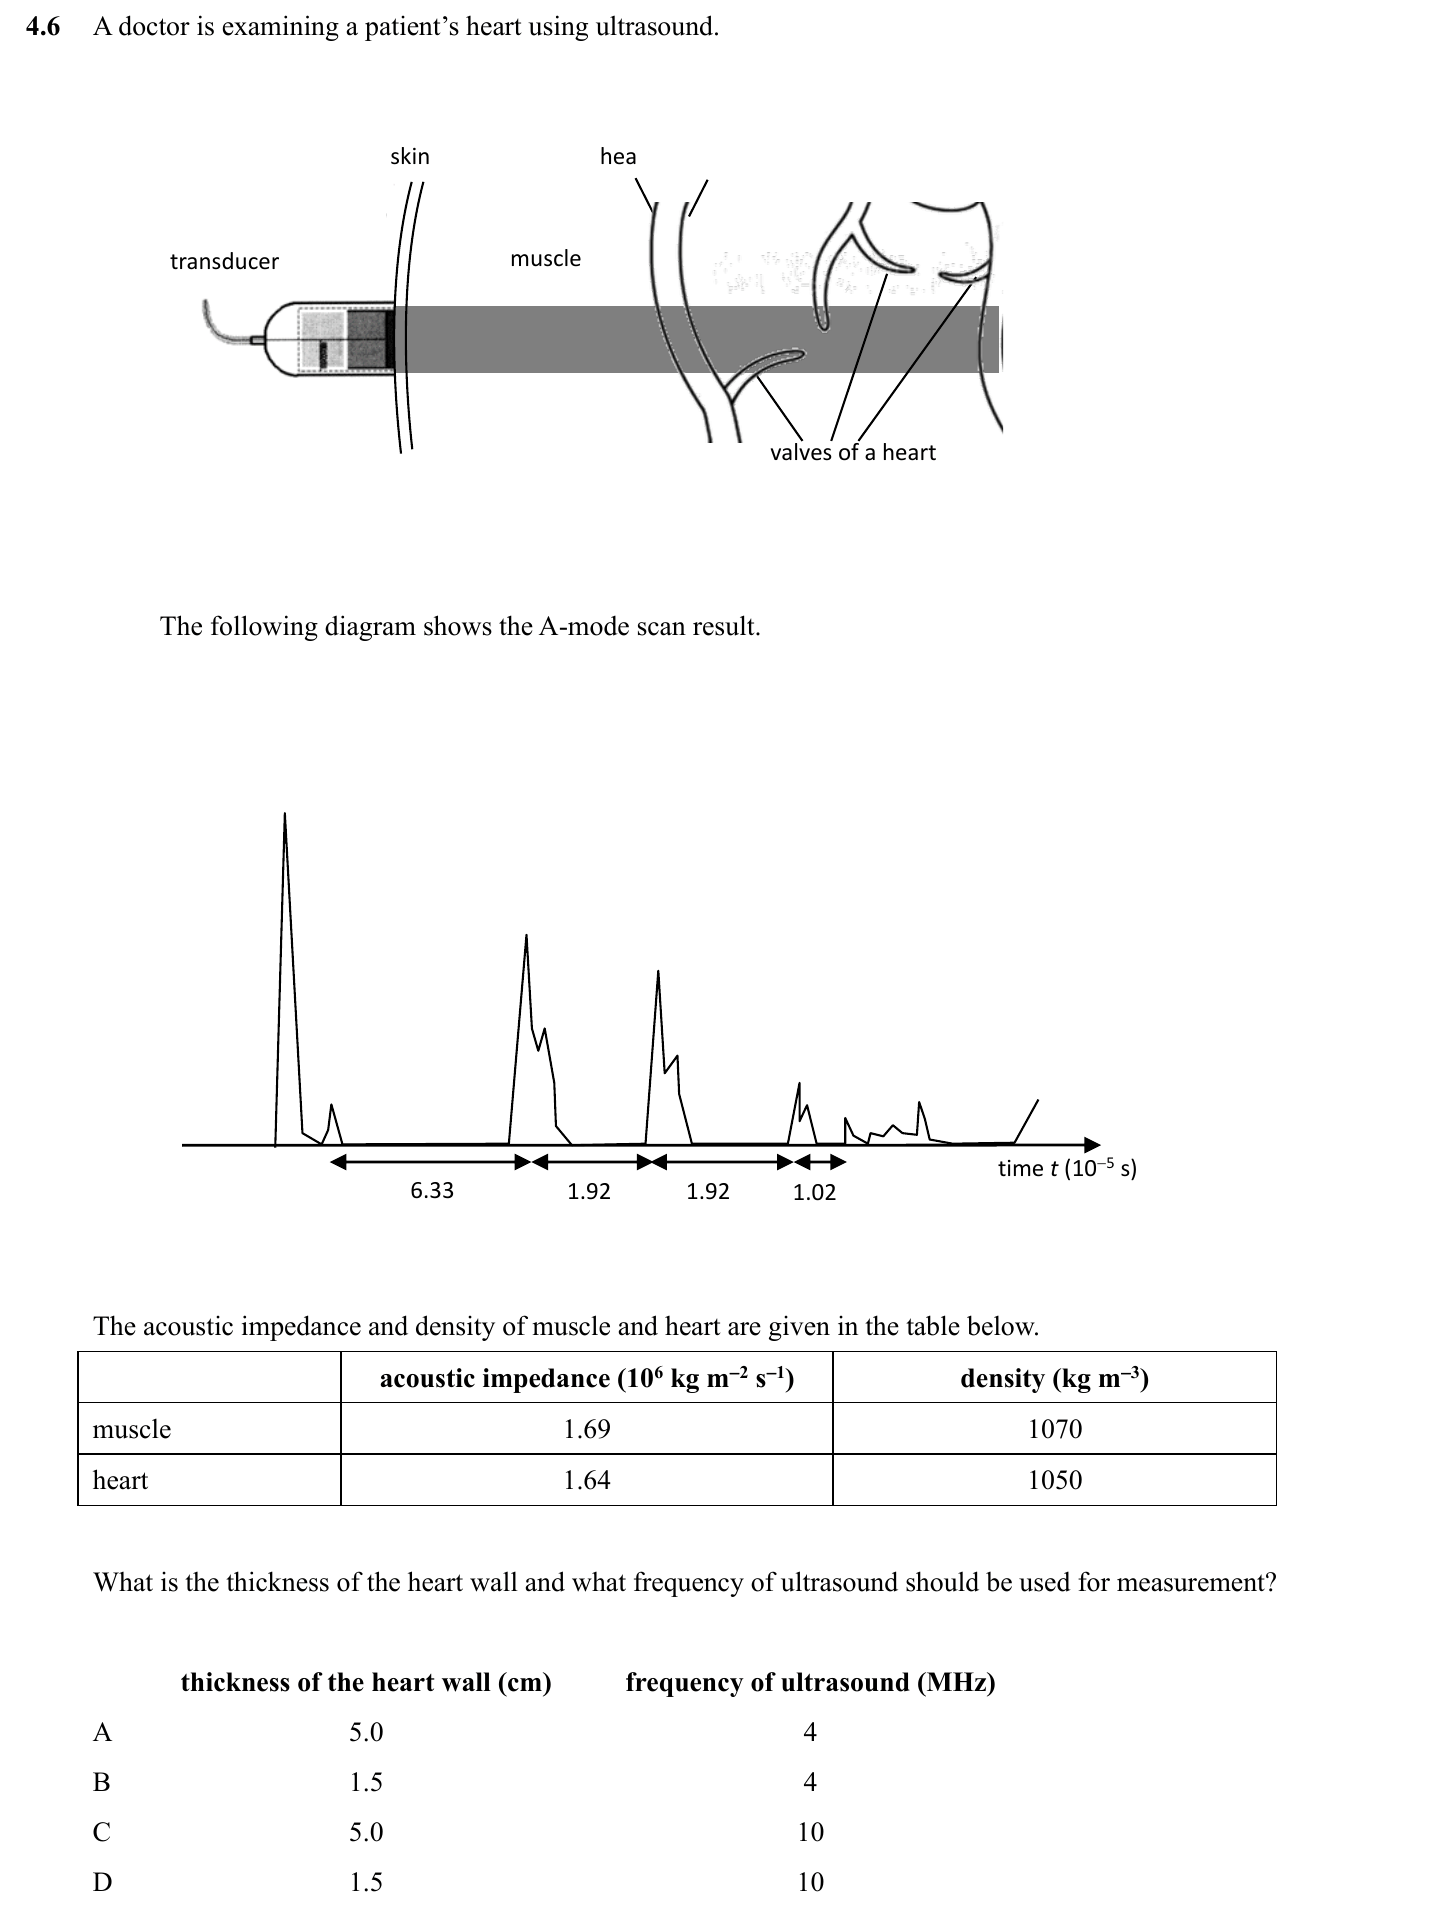 4.6 A doctor is examining a patient’s heart using ultrasound.
skin hea
transducer muscle
valves of a heart
The following diagram shows the A-mode scan result.
time t (10⁻⁵ s)
6.33 1.92 1.92 1.02
The acoustic impedance and density of muscle and heart are given in the table below.
acoustic impedance (10⁶ kg m⁻² s⁻¹) density (kg m⁻³)
muscle 1.69 1070
heart 1.64 1050
What is the thickness of the heart wall and what frequency of ultrasound should be used for measurement?
thickness of the heart wall (cm) frequency of ultrasound (MHz)
A 5.0 4
B 1.5 4
C 5.0 10
D 1.5 10